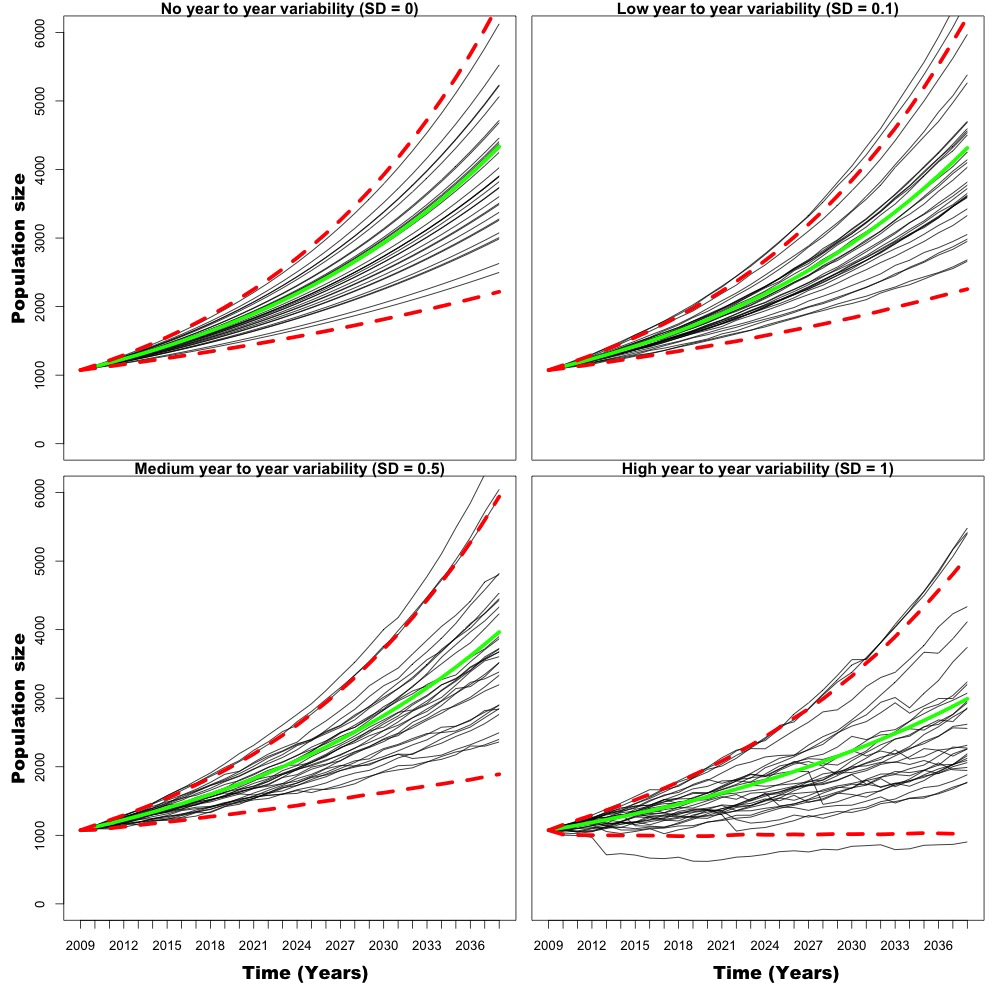 No year to year variability (SD = 0)
Low year to year variability (SD = 0.1)
Population size
6000
5000
4000
3000
2000
1000
0
Medium year to year variability (SD = 0.5)
High year to year variability (SD = 1)
Population size
6000
5000
4000
3000
2000
1000
0
2009 2012 2015 2018 2021 2024 2027 2030 2033 2036
2009 2012 2015 2018 2021 2024 2027 2030 2033 2036
Time (Years)
Time (Years)